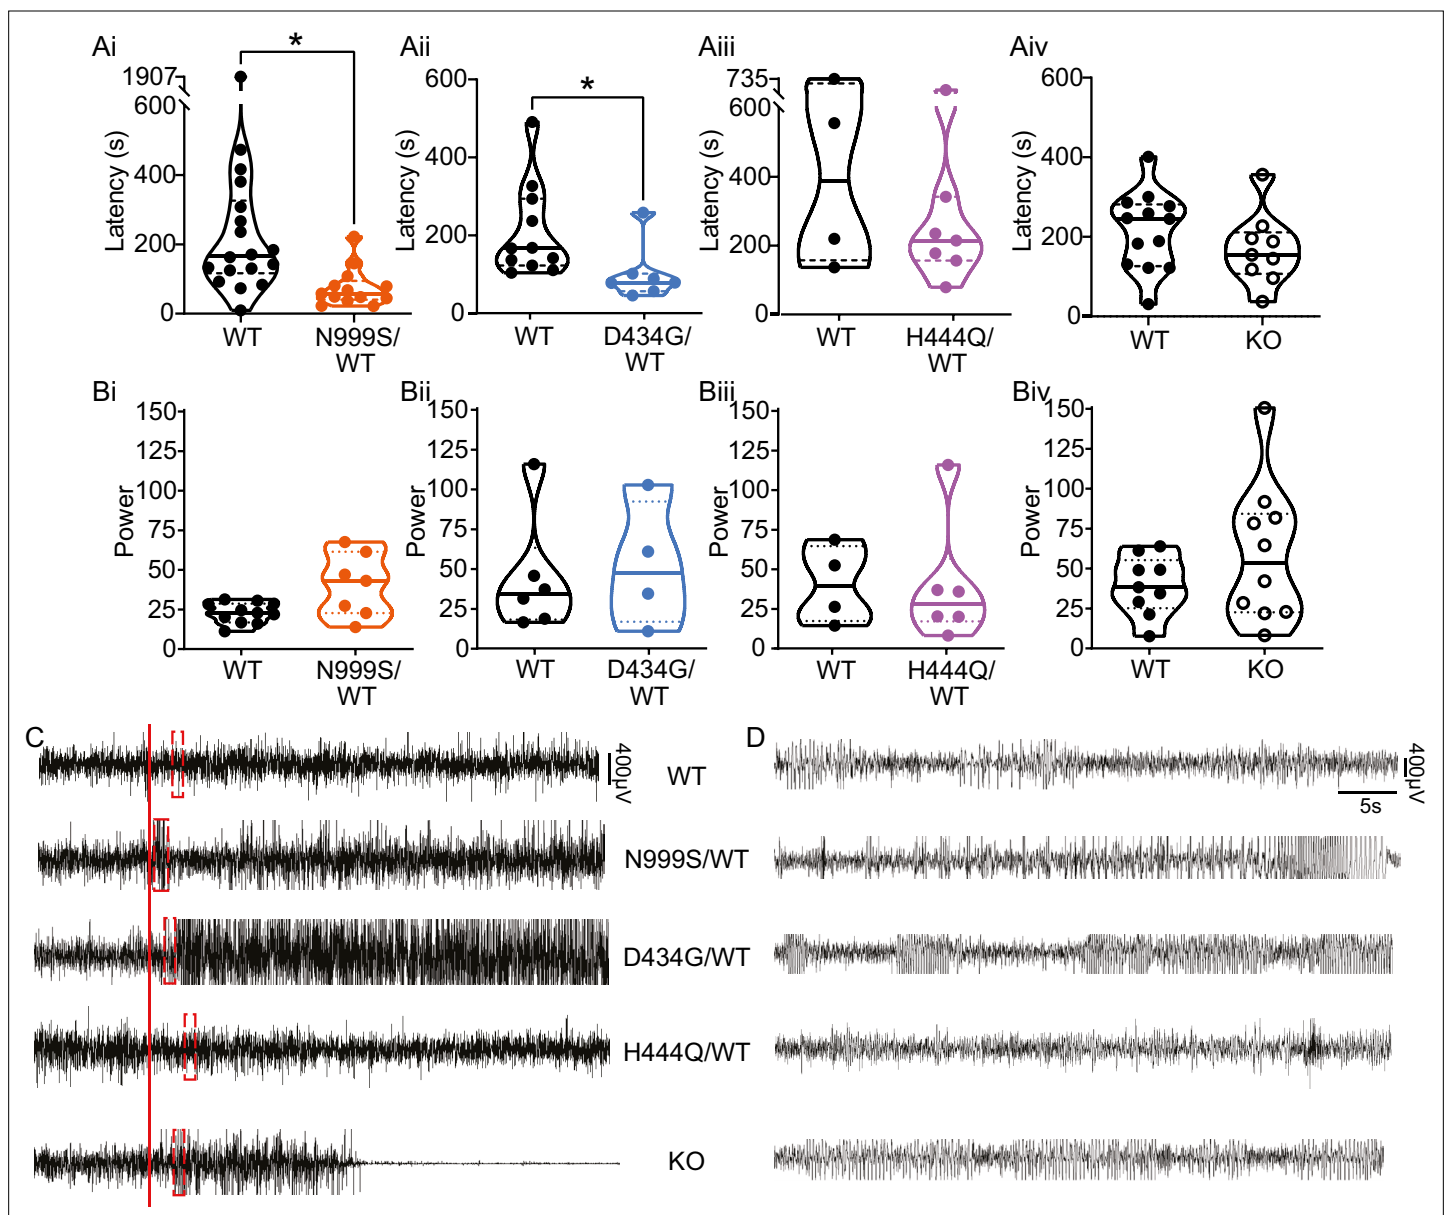 Ai
Latency (s)
1907
600
400
200
0
*
WT
N999S/
WT
Aii
Latency (s)
600
400
200
0
*
WT
D434G/
WT
Aiii
Latency (s)
735
600
400
200
0
WT
H444Q/
WT
Aiv
Latency (s)
600
400
200
0
WT
KO
Bi
Power
150
125
100
75
50
25
0
WT
N999S/
WT
Bii
Power
150
125
100
75
50
25
0
WT
D434G/
WT
Biii
Power
150
125
100
75
50
25
0
WT
H444Q/
WT
Biv
Power
150
125
100
75
50
25
0
WT
KO
C
400µV
WT
N999S/WT
D434G/WT
H444Q/WT
KO
D
400µV
5s